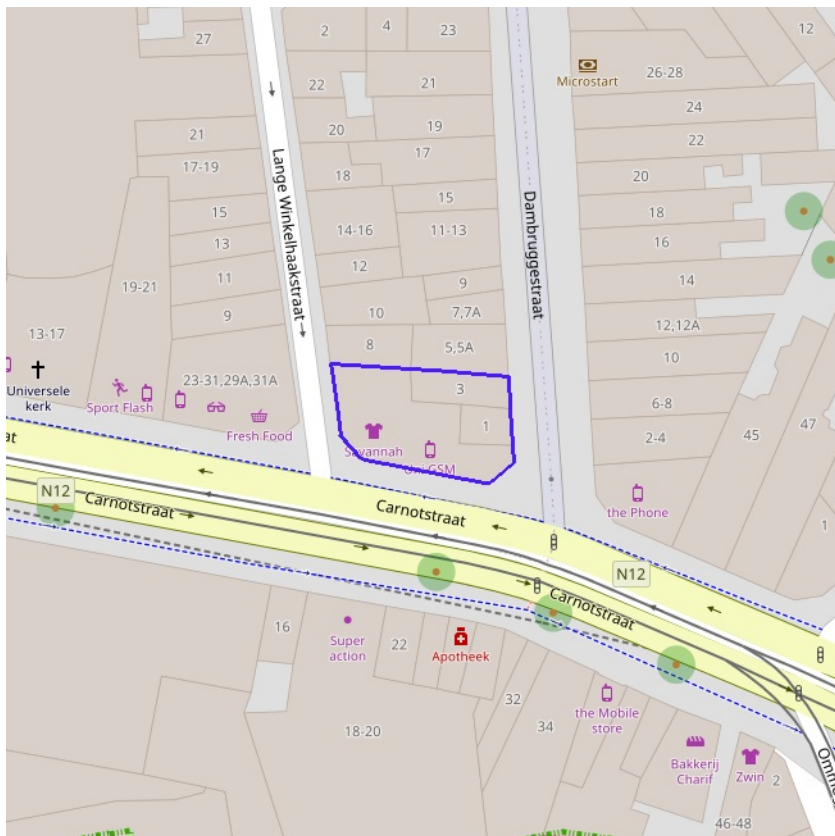 27
2
4
23
12
Microstart
26-28
22
21
24
21
20
19
22
17-19
17
18
20
15
15
18
13
14-16
11-13
16
Lange Winkelhaakstraat
Dambruggestraat
19-21
11
12
14
9
9
10
7,7A
12,12A
13-17
8
5,5A
10
Universele
kerk
23-31,29A,31A
3
6-8
Sport Flash
Fresh Food
1
47
2-4
45
Savannah
Uni GSM
at
N12
Carnotstraat
Carnotstraat
the Phone
1
N12
Carnotstraat
16
Super
action
22
Apotheek
32
the Mobile
store
34
18-20
Bakkerij
Charif
Zwin
2
46-48
Omm